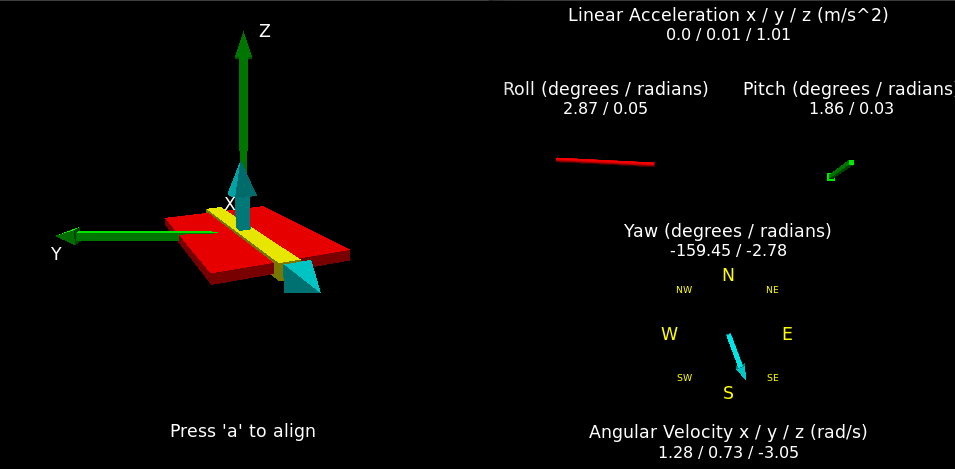 Z
X
Y
Press 'a' to align
Linear Acceleration x / y / z (m/s^2)
0.0 / 0.01 / 1.01
Roll (degrees / radians)
2.87 / 0.05
Pitch (degrees / radians)
1.86 / 0.03
Yaw (degrees / radians)
-159.45 / -2.78
N
NW
NE
W
E
SW
SE
S
Angular Velocity x / y / z (rad/s)
1.28 / 0.73 / -3.05